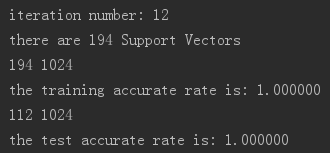 iteration number: 12
there are 194 Support Vectors
194 1024
the training accurate rate is: 1.000000
112 1024
the test accurate rate is: 1.000000